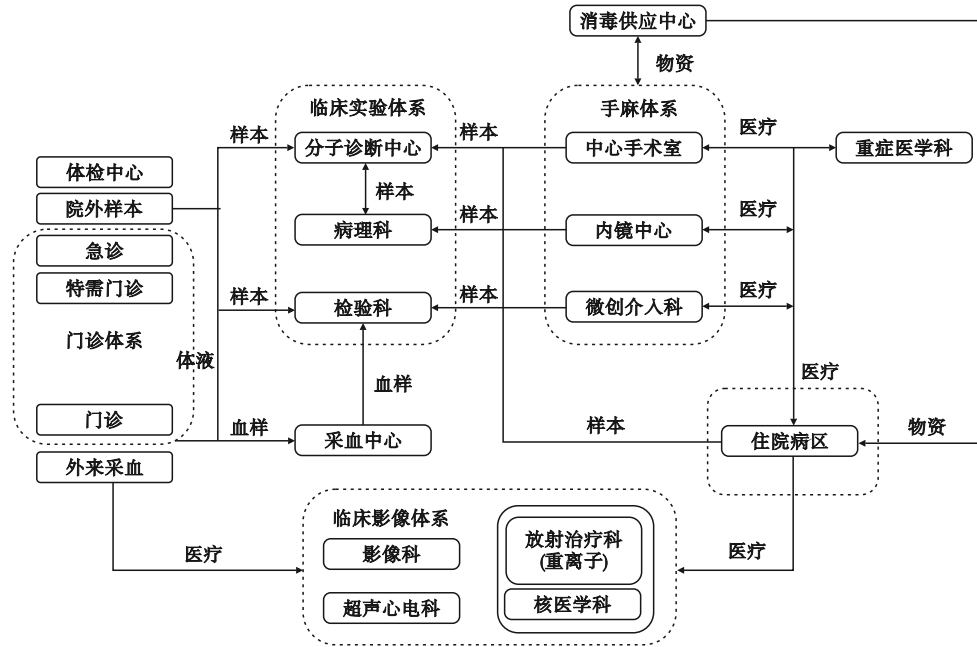 消毒供应中心
物资
临床实验体系
手麻体系
样本
分子诊断中心
样本
中心手术室
医疗
重症医学科
体检中心
院外样本
样本
病理科
样本
内镜中心
医疗
急诊
特需门诊
样本
检验科
样本
微创介入科
医疗
门诊体系
体液
血样
医疗
门诊
血样
采血中心
样本
住院病区
物资
外来采血
临床影像体系
医疗
影像科
放射治疗科
(重离子)
医疗
超声心电科
核医学科